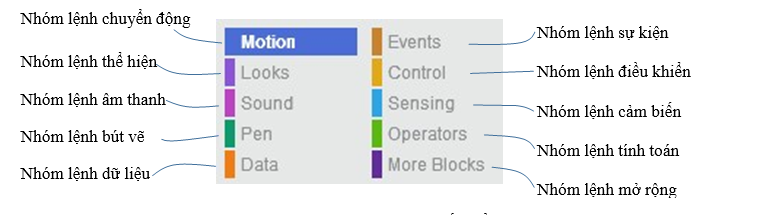 Nhóm lệnh chuyển động
Nhóm lệnh thể hiện
Nhóm lệnh âm thanh
Nhóm lệnh bút vẽ
Nhóm lệnh dữ liệu
Motion
Looks
Sound
Pen
Data
Events
Control
Sensing
Operators
More Blocks
Nhóm lệnh sự kiện
Nhóm lệnh điều khiển
Nhóm lệnh cảm biến
Nhóm lệnh tính toán
Nhóm lệnh mở rộng